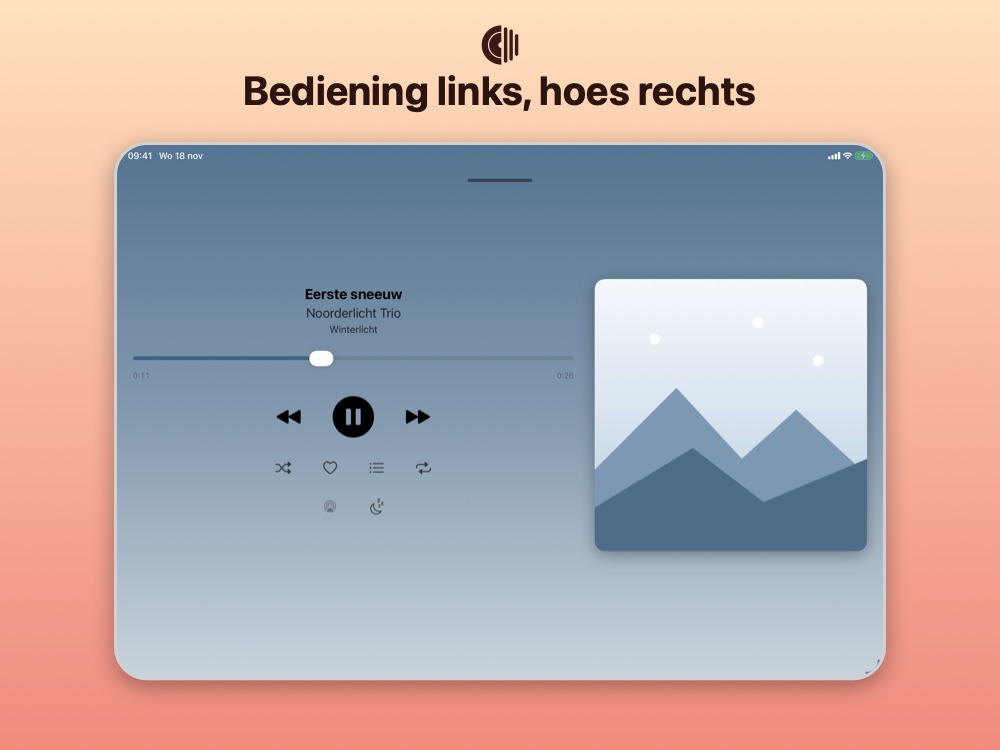 Bediening links, hoes rechts
09:41 Wo 18 nov
Eerste sneeuw
Noorderlicht Trio
Winterlicht
0:11
0:26